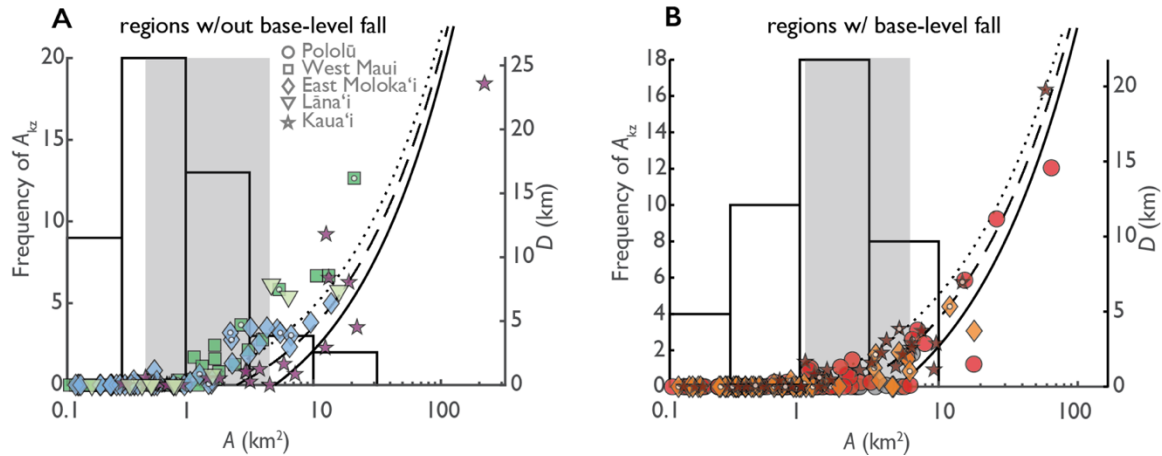 A
regions w/out base-level fall
Pololū
West Maui
East Moloka‘i
Lāna‘i
Kaua‘i
Frequency of Akz
20
15
10
5
0
0.1
1
10
100
A (km²)
25
20
15
10
5
0
D (km)
B
regions w/ base-level fall
Frequency of Akz
18
16
14
12
10
8
6
4
2
0
0.1
1
10
100
A (km²)
20
15
10
5
0
D (km)